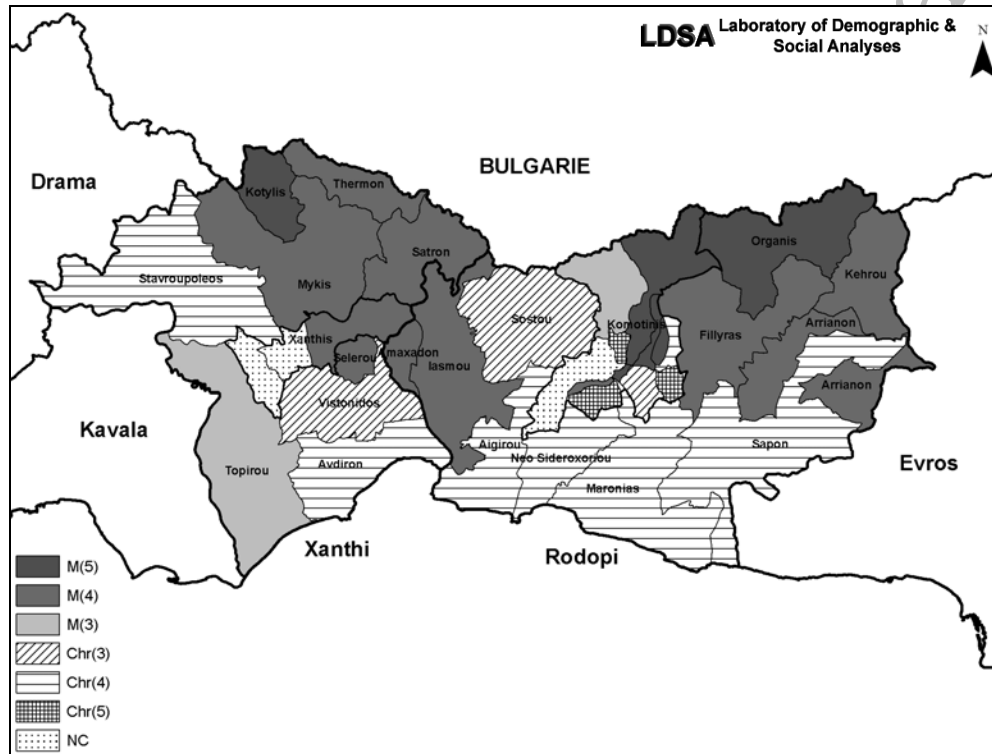 LDSA Laboratory of Demographic &
Social Analyses
N
BULGARIE
Drama
Kotylis
Thermon
Organis
Satron
Kehrou
Stavroupoleos
Mykis
Sostou
Komotinis
Arrianon
Xanthis
Fillyras
Selerou
Amaxadon
Iasmou
Arrianon
Vistonidos
Kavala
Aigirou
Sapon
Neo Sideroxoriou
Topirou
Avdiron
Evros
Maronias
Xanthi
Rodopi
M(5)
M(4)
M(3)
Chr(3)
Chr(4)
Chr(5)
NC